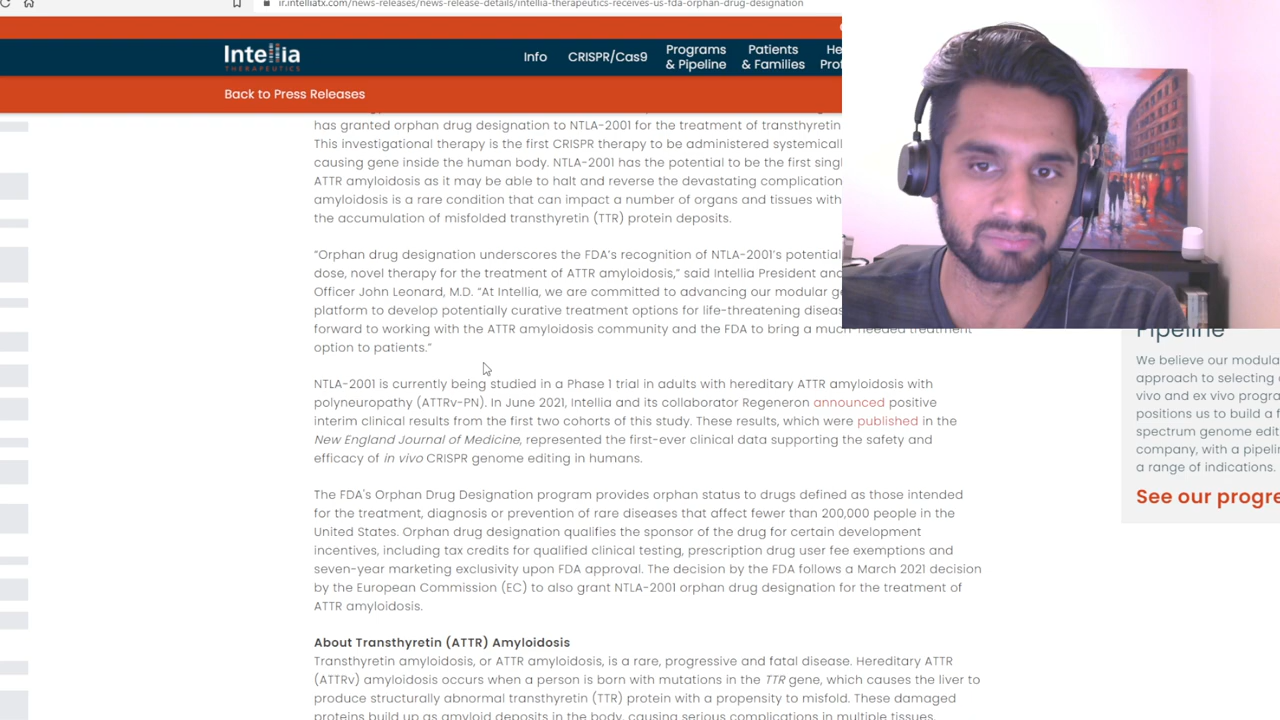 ir.intelliatx.com/news-releases/news-release-details/intellia-therapeutics-receives-us-fda-orphan-drug-designation
Intellia
THERAPEUTICS
Info
CRISPR/Cas9
Programs
& Pipeline
Patients
& Families
Back to Press Releases
has granted orphan drug designation to NTLA-2001 for the treatment of transthyretin
This investigational therapy is the first CRISPR therapy to be administered systemicall
causing gene inside the human body. NTLA-2001 has the potential to be the first singl
ATTR amyloidosis as it may be able to halt and reverse the devastating complication
amyloidosis is a rare condition that can impact a number of organs and tissues with
the accumulation of misfolded transthyretin (TTR) protein deposits.
“Orphan drug designation underscores the FDA’s recognition of NTLA-2001’s potential
dose, novel therapy for the treatment of ATTR amyloidosis,” said Intellia President and
Officer John Leonard, M.D. “At Intellia, we are committed to advancing our modular g
platform to develop potentially curative treatment options for life-threatening diseas
forward to working with the ATTR amyloidosis community and the FDA to bring a much-needed treatment
option to patients.”
NTLA-2001 is currently being studied in a Phase 1 trial in adults with hereditary ATTR amyloidosis with
polyneuropathy (ATTRv-PN). In June 2021, Intellia and its collaborator Regeneron announced positive
interim clinical results from the first two cohorts of this study. These results, which were published in the
New England Journal of Medicine, represented the first-ever clinical data supporting the safety and
efficacy of in vivo CRISPR genome editing in humans.
The FDA’s Orphan Drug Designation program provides orphan status to drugs defined as those intended
for the treatment, diagnosis or prevention of rare diseases that affect fewer than 200,000 people in the
United States. Orphan drug designation qualifies the sponsor of the drug for certain development
incentives, including tax credits for qualified clinical testing, prescription drug user fee exemptions and
seven-year marketing exclusivity upon FDA approval. The decision by the FDA follows a March 2021 decision
by the European Commission (EC) to also grant NTLA-2001 orphan drug designation for the treatment of
ATTR amyloidosis.
About Transthyretin (ATTR) Amyloidosis
Transthyretin amyloidosis, or ATTR amyloidosis, is a rare, progressive and fatal disease. Hereditary ATTR
(ATTRv) amyloidosis occurs when a person is born with mutations in the TTR gene, which causes the liver to
produce structurally abnormal transthyretin (TTR) protein with a propensity to misfold. These damaged
proteins build up as amyloid deposits in the body, causing serious complications in multiple tissues,
Pipeline
We believe our modula
approach to selecting
vivo and ex vivo progra
positions us to build a f
spectrum genome edit
company, with a pipelin
a range of indications.
See our progre